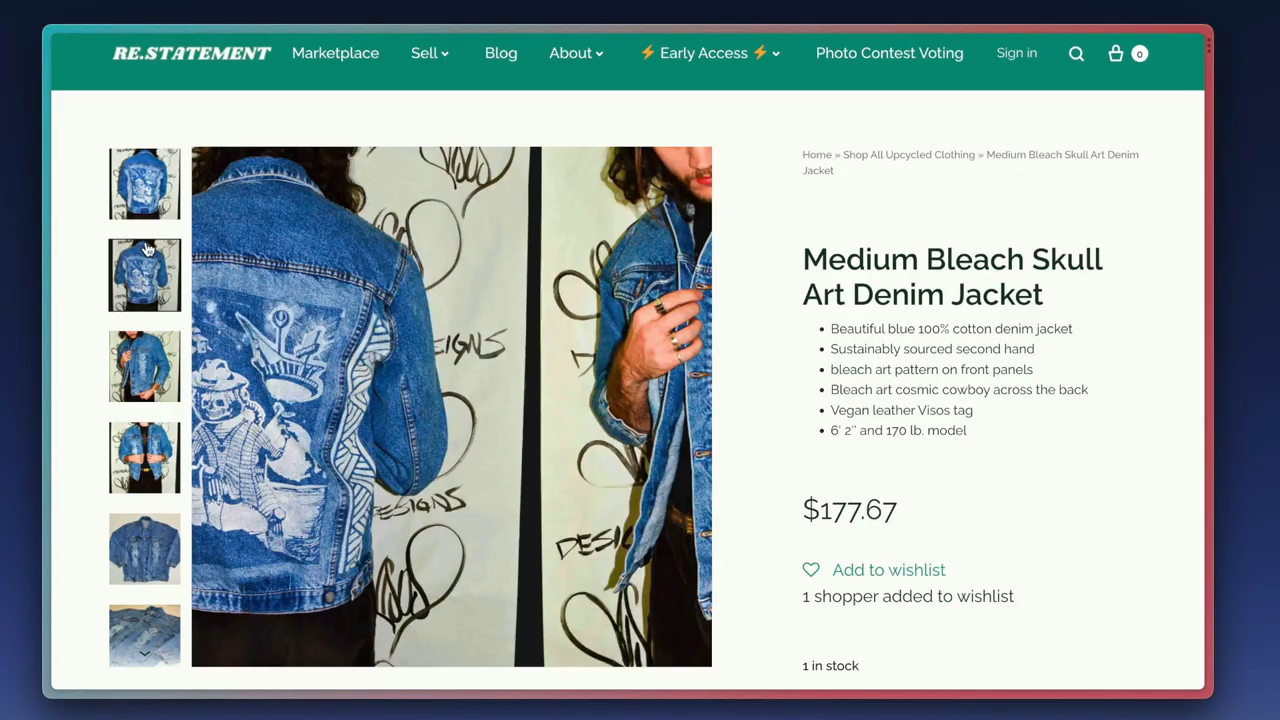 RE.STATEMENT Marketplace Sell Blog About ⚡ Early Access ⚡ Photo Contest Voting Sign in 0
Home » Shop All Upcycled Clothing » Medium Bleach Skull Art Denim
Jacket
Medium Bleach Skull
Art Denim Jacket
• Beautiful blue 100% cotton denim jacket
• Sustainably sourced second hand
• bleach art pattern on front panels
• Bleach art cosmic cowboy across the back
• Vegan leather Visos tag
• 6' 2" and 170 lb. model
$177.67
Add to wishlist
1 shopper added to wishlist
1 in stock
IGNS
ESIGNS
DESIG